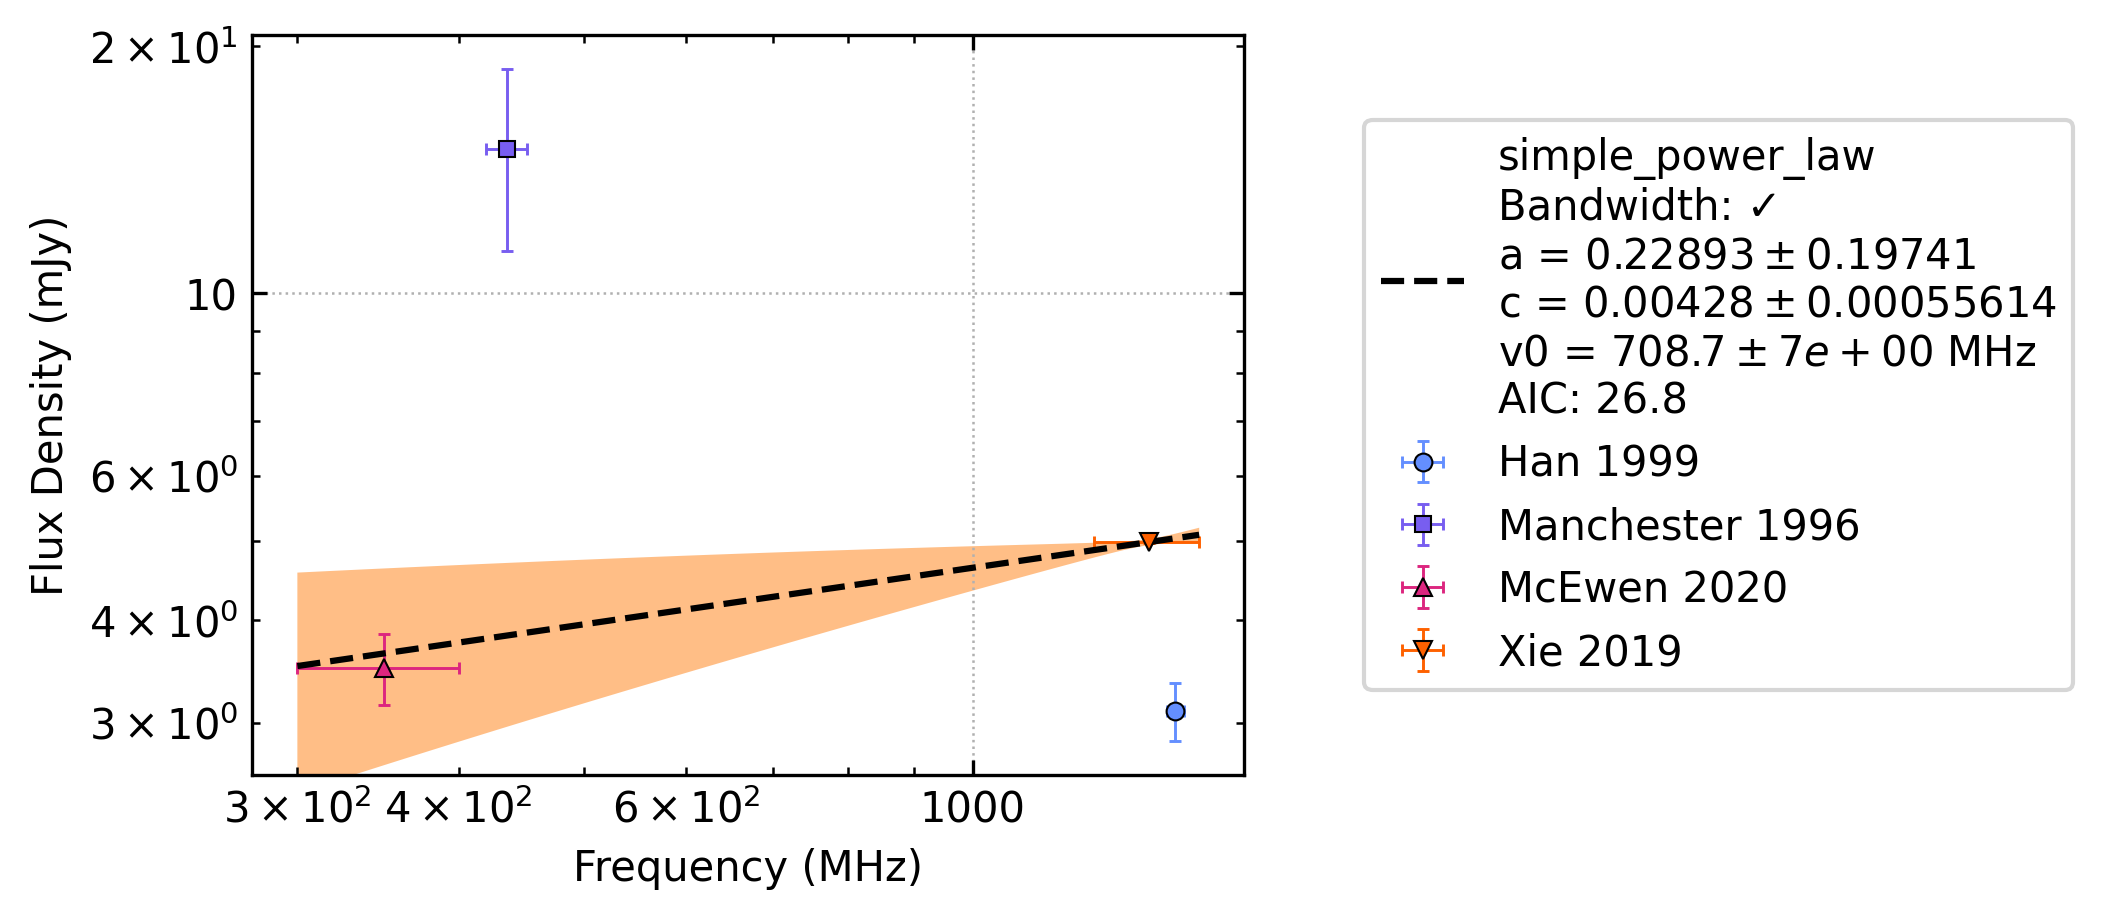 2×10¹
10
6×10⁰
4×10⁰
3×10⁰
Flux Density (mJy)
3×10² 4×10² 6×10² 1000
Frequency (MHz)
simple_power_law
Bandwidth: ✓
a = 0.22893 ± 0.19741
c = 0.00428 ± 0.00055614
v0 = 708.7 ± 7e + 00 MHz
AIC: 26.8
Han 1999
Manchester 1996
McEwen 2020
Xie 2019